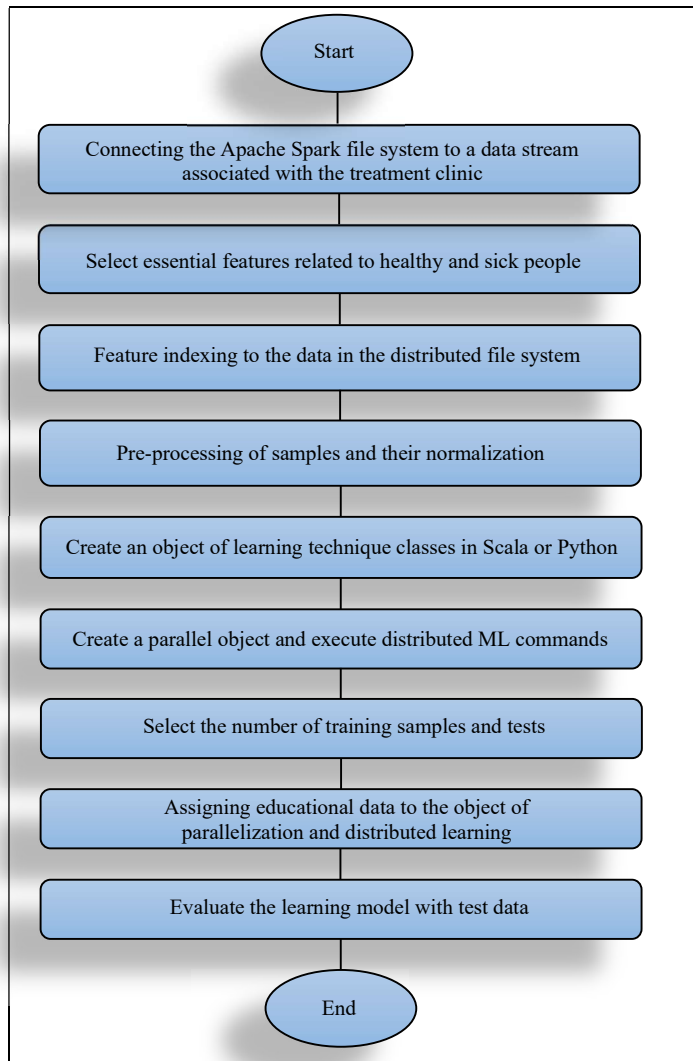 Start
Connecting the Apache Spark file system to a data stream
associated with the treatment clinic
Select essential features related to healthy and sick people
Feature indexing to the data in the distributed file system
Pre-processing of samples and their normalization
Create an object of learning technique classes in Scala or Python
Create a parallel object and execute distributed ML commands
Select the number of training samples and tests
Assigning educational data to the object of
parallelization and distributed learning
Evaluate the learning model with test data
End